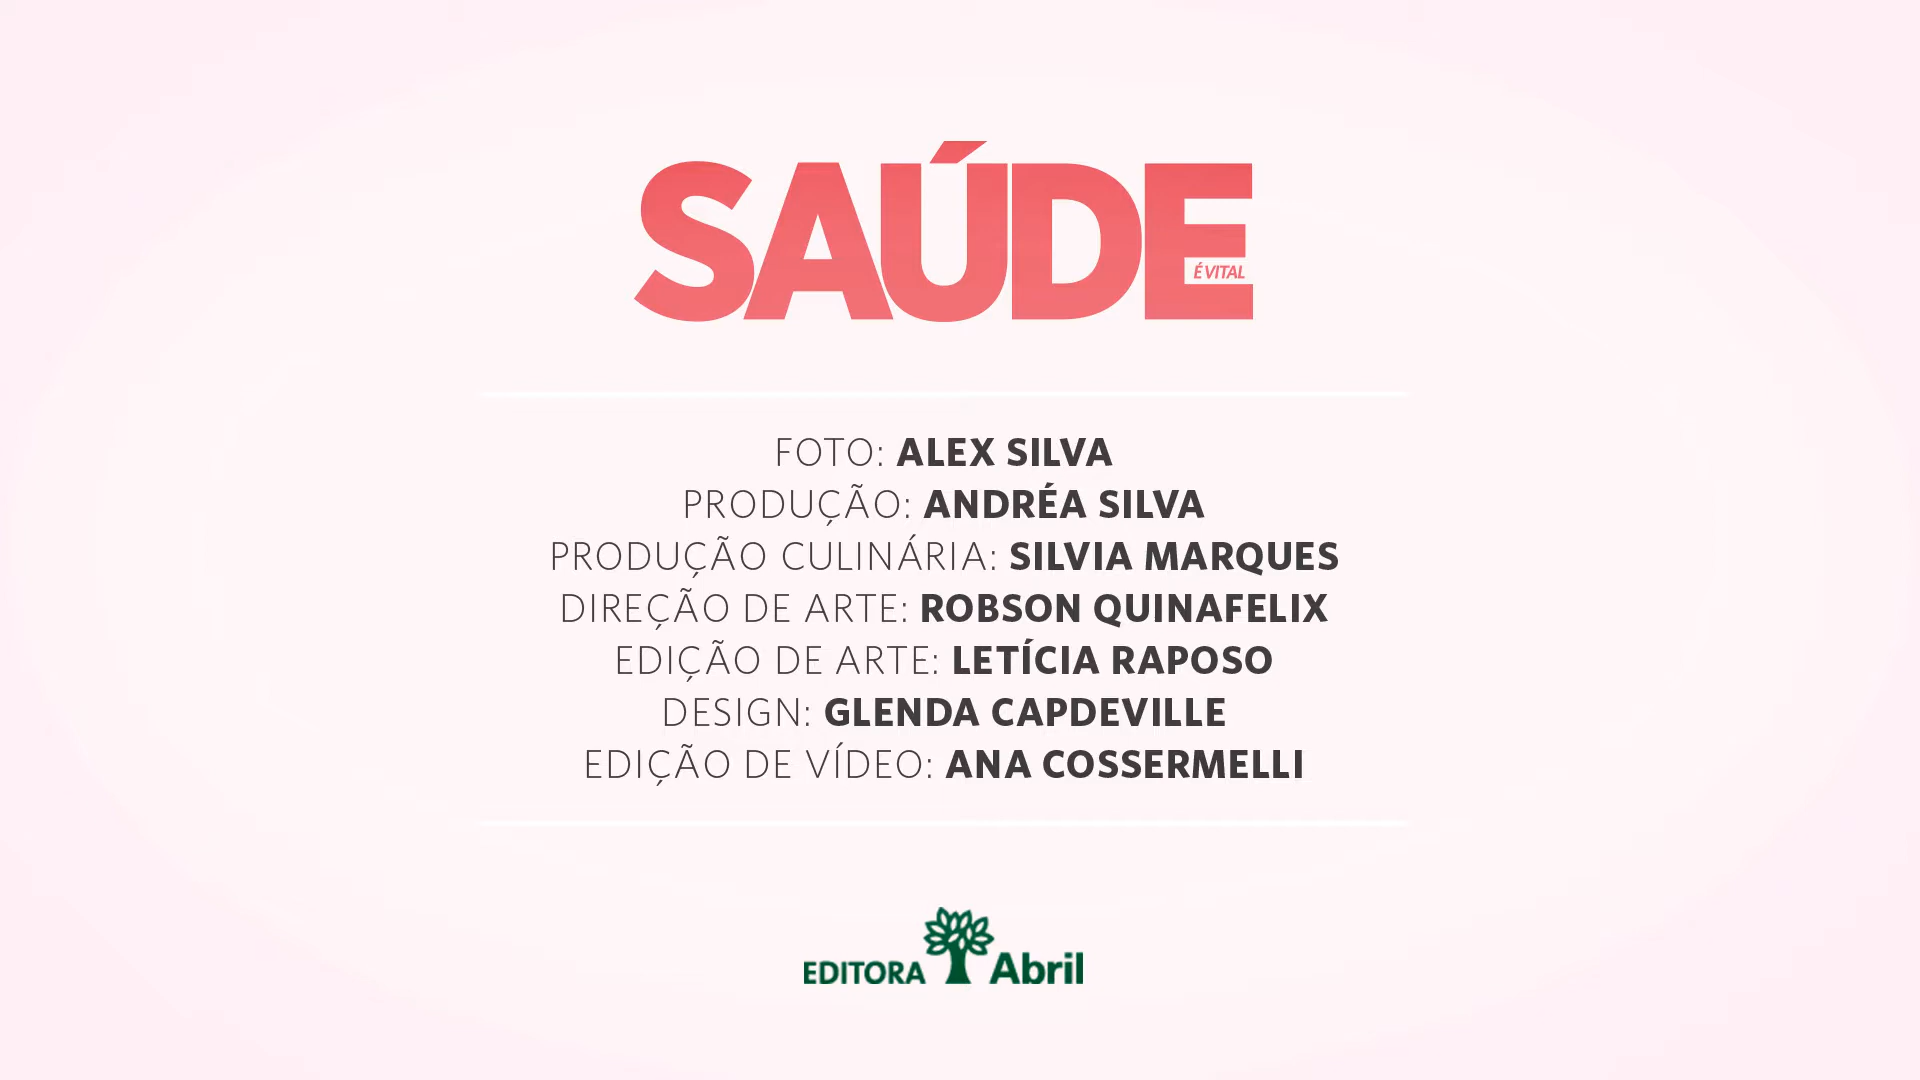 SAÚDE
É VITAL
FOTO: ALEX SILVA
PRODUÇÃO: ANDRÉA SILVA
PRODUÇÃO CULINÁRIA: SILVIA MARQUES
DIREÇÃO DE ARTE: ROBSON QUINAFELIX
EDIÇÃO DE ARTE: LETÍCIA RAPOSO
DESIGN: GLENDA CAPDEVILLE
EDIÇÃO DE VÍDEO: ANA COSSERMELLI
EDITORA Abril